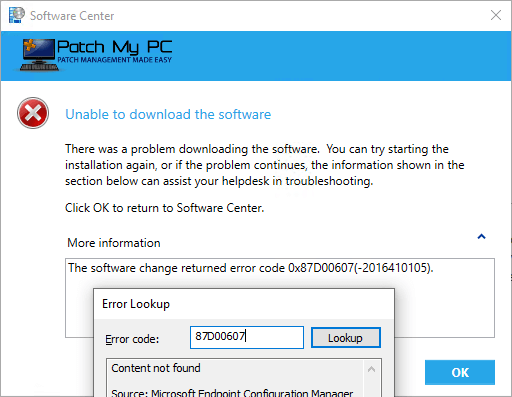 Software Center
Patch My PC
PATCH MANAGEMENT MADE EASY
Unable to download the software
There was a problem downloading the software.  You can try starting the
installation again, or if the problem continues, the information shown in the
section below can assist your helpdesk in troubleshooting.
Click OK to return to Software Center.
More information
The software change returned error code 0x87D00607(-2016410105).
Error Lookup
Error code:
87D00607
Lookup
Content not found
Source: Microsoft Endpoint Configuration Manager
OK